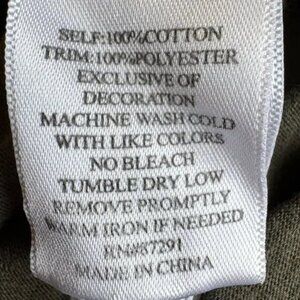 SELF:100%COTTON
TRIM:100%POLYESTER
EXCLUSIVE OF
DECORATION
MACHINE WASH COLD
WITH LIKE COLORS
NO BLEACH
TUMBLE DRY LOW
REMOVE PROMPTLY
WARM IRON IF NEEDED
RN#87291
MADE IN CHINA